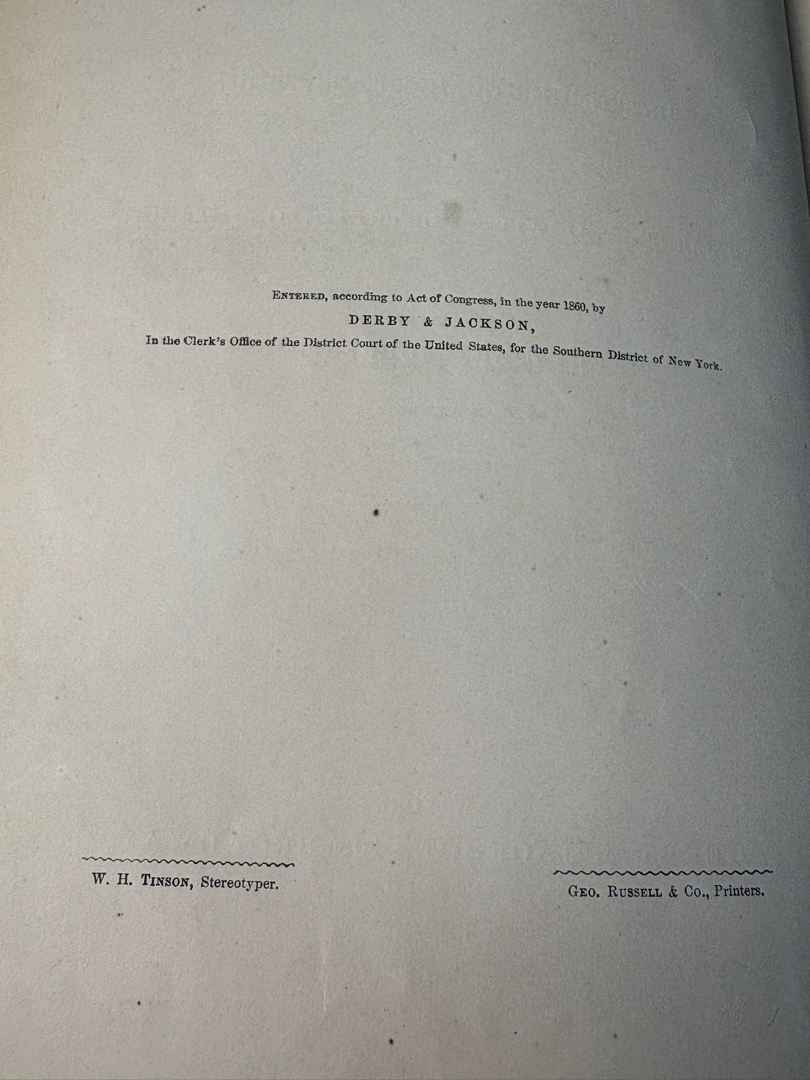 ENTERED, according to Act of Congress, in the year 1860, by
DERBY & JACKSON,
In the Clerk's Office of the District Court of the United States, for the Southern District of New York.
W. H. TINSON, Stereotyper.
GEO. RUSSELL & Co., Printers.